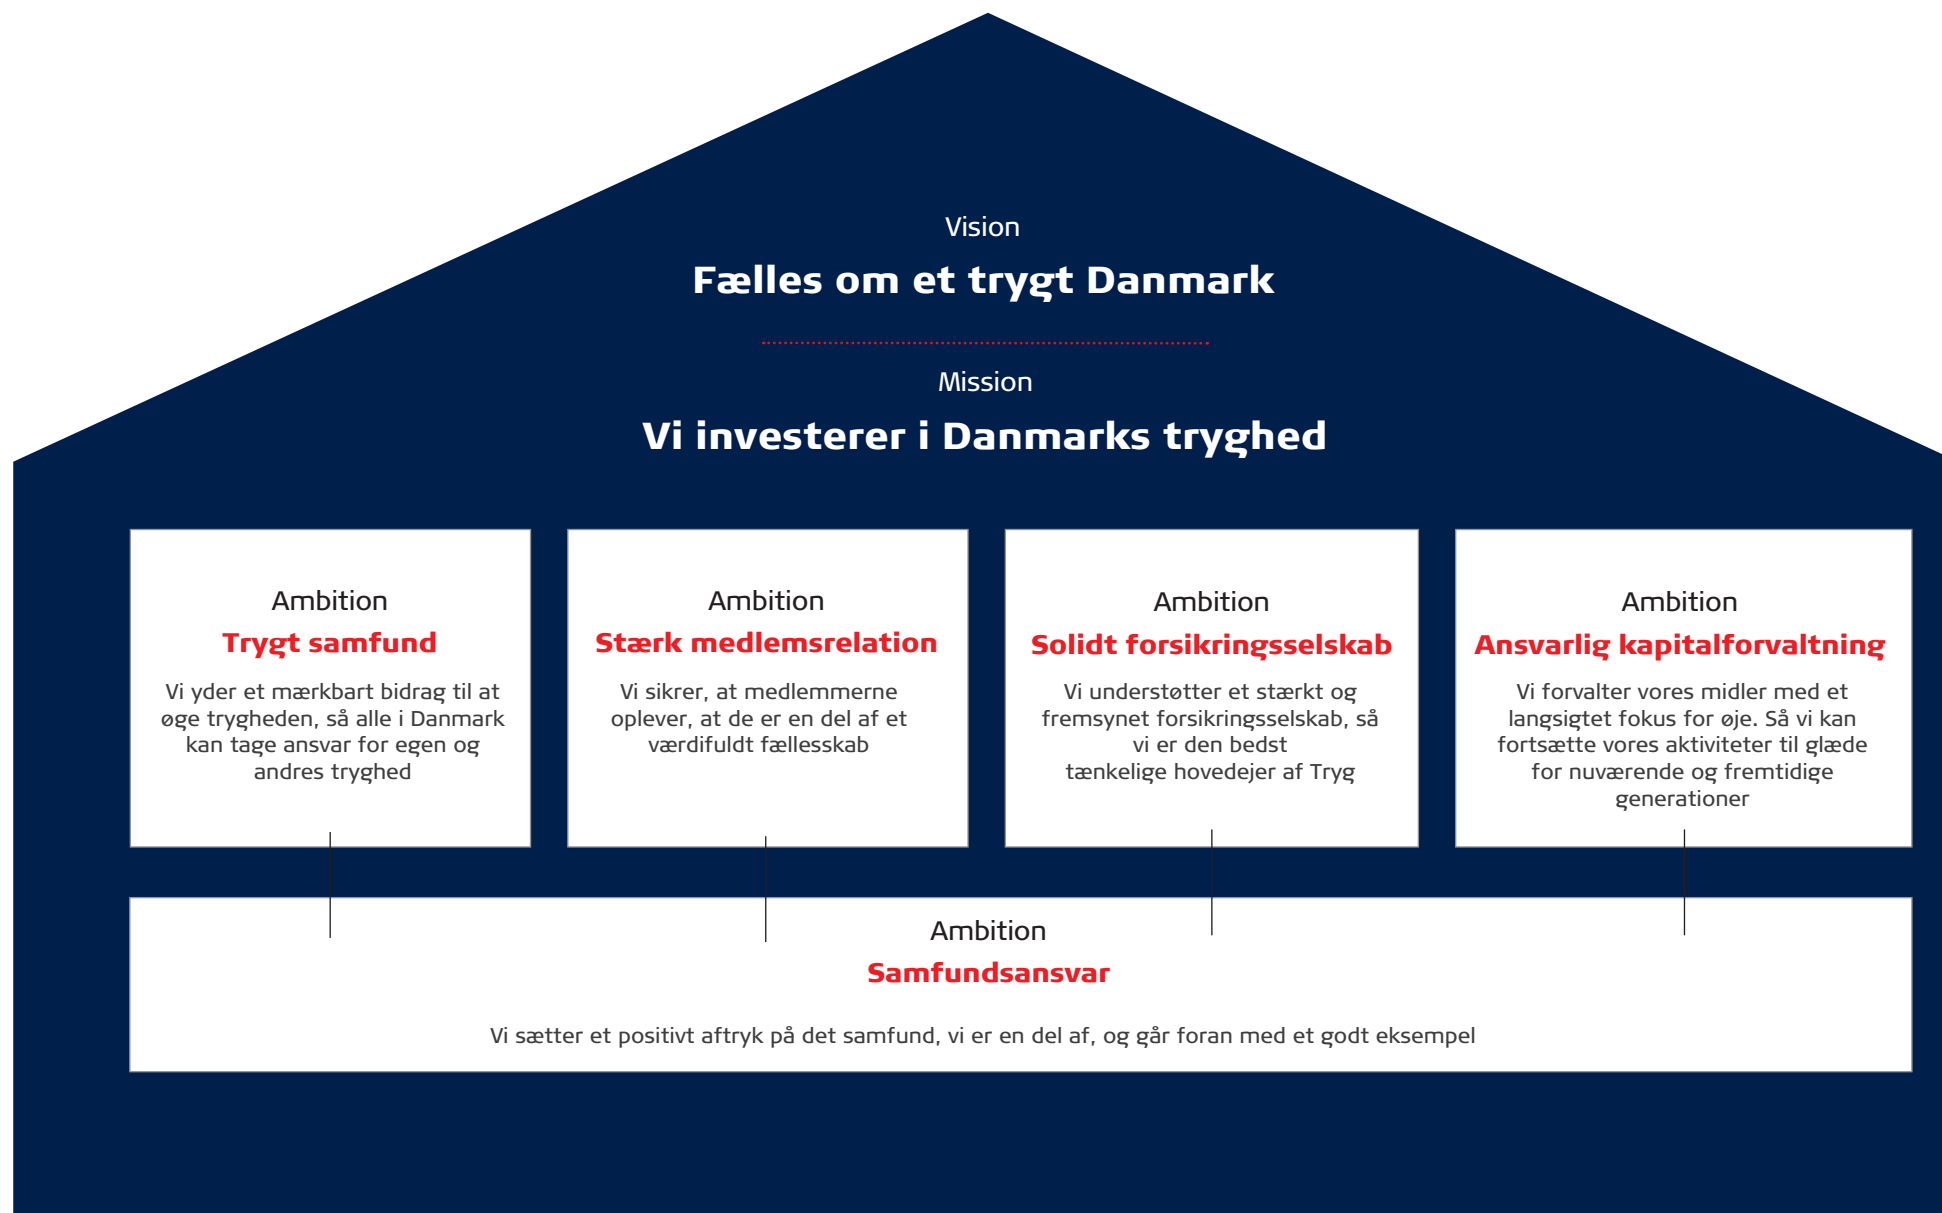 Vision
Fælles om et trygt Danmark
Mission
Vi investerer i Danmarks tryghed
Ambition
Trygt samfund
Vi yder et mærkbart bidrag til at
øge trygheden, så alle i Danmark
kan tage ansvar for egen og
andres tryghed
Ambition
Stærk medlemsrelation
Vi sikrer, at medlemmerne
oplever, at de er en del af et
værdifuldt fællesskab
Ambition
Solidt forsikringsselskab
Vi understøtter et stærkt og
fremsynet forsikringsselskab, så
vi er den bedst
tænkelige hovedejer af Tryg
Ambition
Ansvarlig kapitalforvaltning
Vi forvalter vores midler med et
langsigtet fokus for øje. Så vi kan
fortsætte vores aktiviteter til glæde
for nuværende og fremtidige
generationer
Ambition
Samfundsansvar
Vi sætter et positivt aftryk på det samfund, vi er en del af, og går foran med et godt eksempel